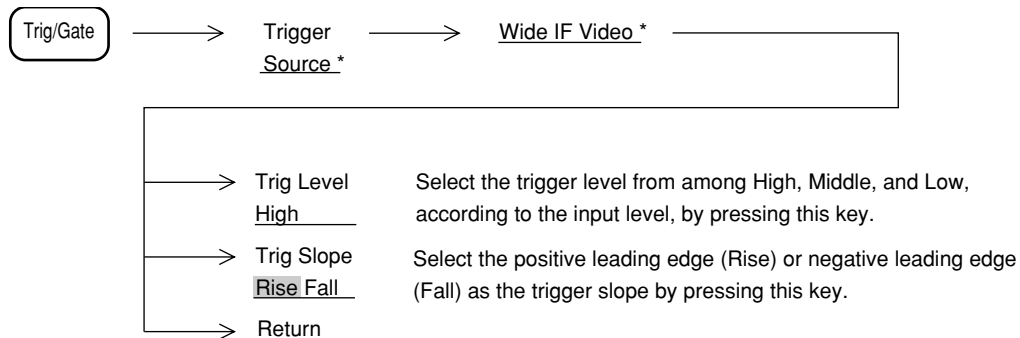 Trig/Gate
Trigger
Source *
Wide IF Video *
Trig Level
High
Select the trigger level from among High, Middle, and Low,
according to the input level, by pressing this key.
Trig Slope
Rise Fall
Select the positive leading edge (Rise) or negative leading edge
(Fall) as the trigger slope by pressing this key.
Return